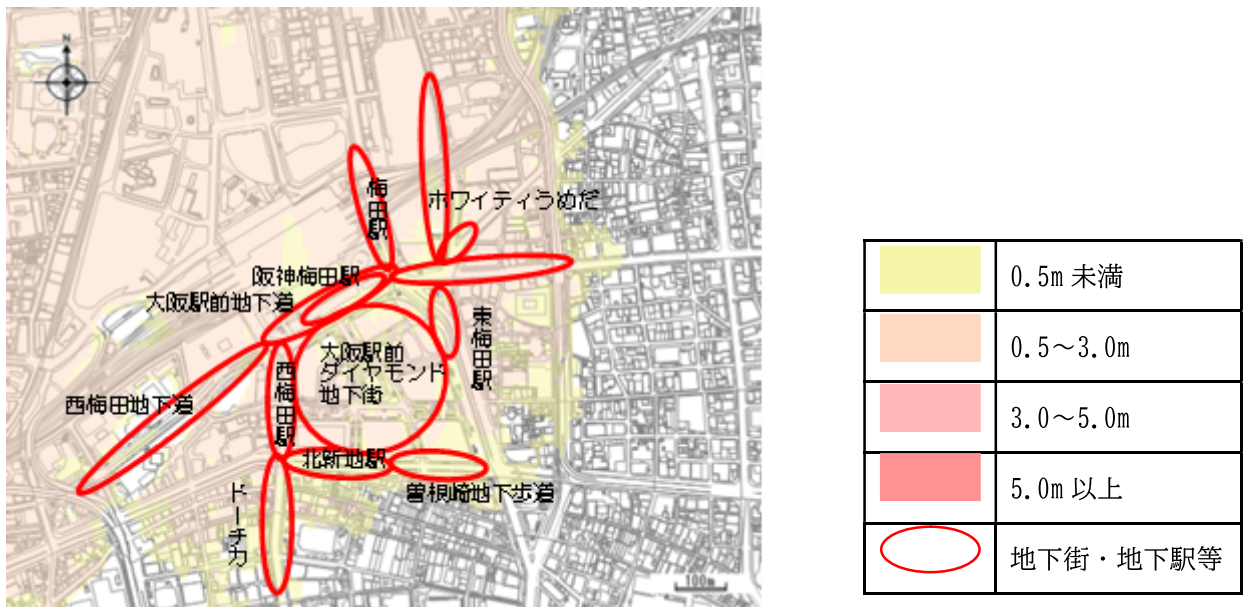 N
梅田駅
ホワイティうめだ
阪神梅田駅
大阪駅前地下道
東梅田駅
大阪駅前
ダイヤモンド
地下街
西梅田駅
西梅田地下道
北新地駅
曽根崎地下歩道
ドーチカ
100m
0.5m 未満
0.5～3.0m
3.0～5.0m
5.0m 以上
地下街・地下駅等